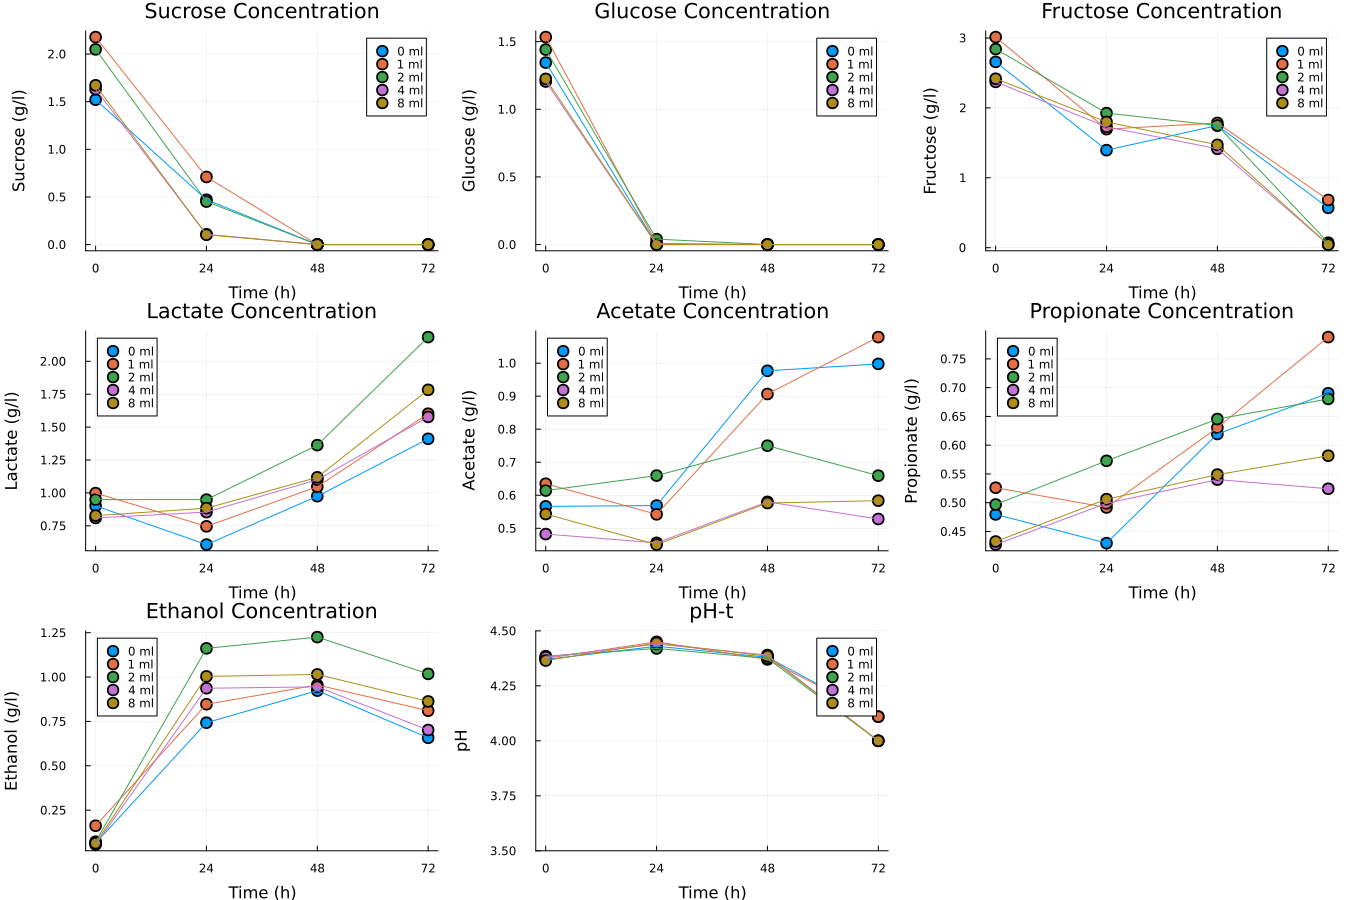 Sucrose Concentration
Sucrose (g/l)
2.0
1.5
1.0
0.5
0.0
0 ml
1 ml
2 ml
4 ml
8 ml
0 24 48 72
Time (h)
Glucose Concentration
Glucose (g/l)
1.5
1.0
0.5
0.0
0 ml
1 ml
2 ml
4 ml
8 ml
0 24 48 72
Time (h)
Fructose Concentration
Fructose (g/l)
3
2
1
0
0 ml
1 ml
2 ml
4 ml
8 ml
0 24 48 72
Time (h)
Lactate Concentration
Lactate (g/l)
2.00
1.75
1.50
1.25
1.00
0.75
0 ml
1 ml
2 ml
4 ml
8 ml
0 24 48 72
Time (h)
Acetate Concentration
Acetate (g/l)
1.0
0.9
0.8
0.7
0.6
0.5
0 ml
1 ml
2 ml
4 ml
8 ml
0 24 48 72
Time (h)
Propionate Concentration
Propionate (g/l)
0.75
0.70
0.65
0.60
0.55
0.50
0.45
0 ml
1 ml
2 ml
4 ml
8 ml
0 24 48 72
Time (h)
Ethanol Concentration
Ethanol (g/l)
1.25
1.00
0.75
0.50
0.25
0 ml
1 ml
2 ml
4 ml
8 ml
0 24 48 72
Time (h)
pH-t
pH
4.50
4.25
4.00
3.75
3.50
0 ml
1 ml
2 ml
4 ml
8 ml
0 24 48 72
Time (h)